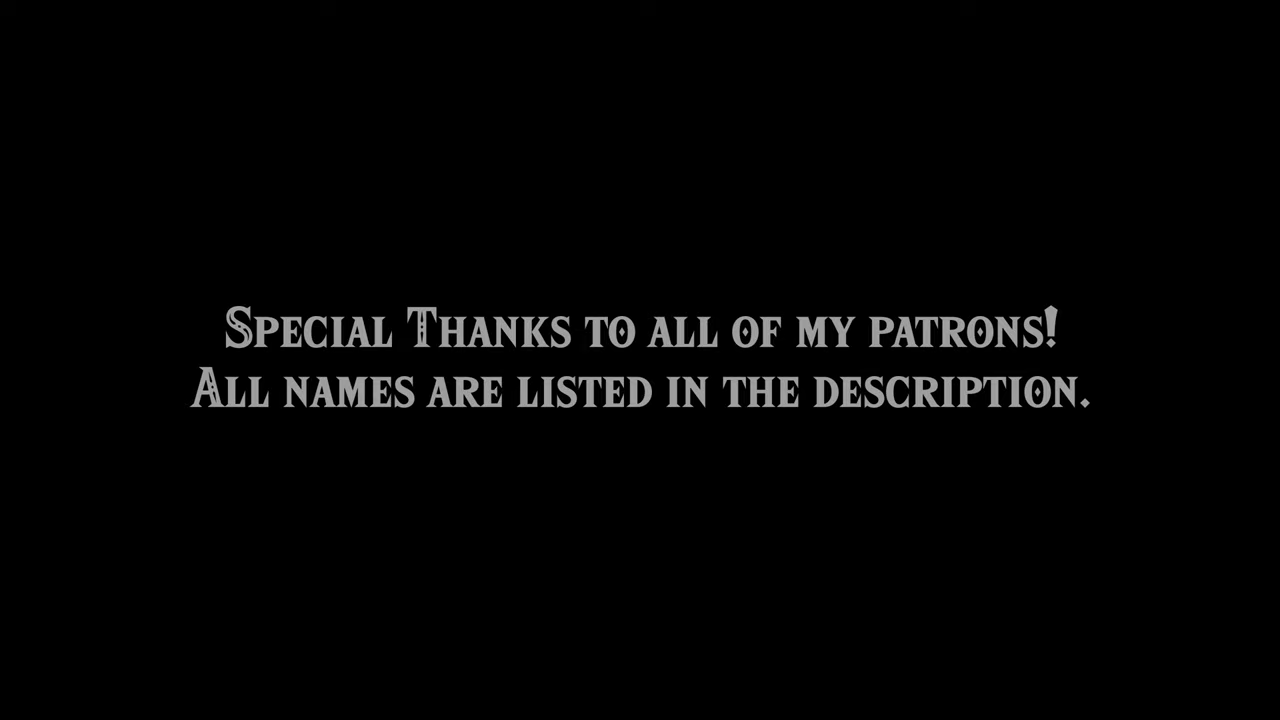 Special Thanks to all of my patrons!
All names are listed in the description.